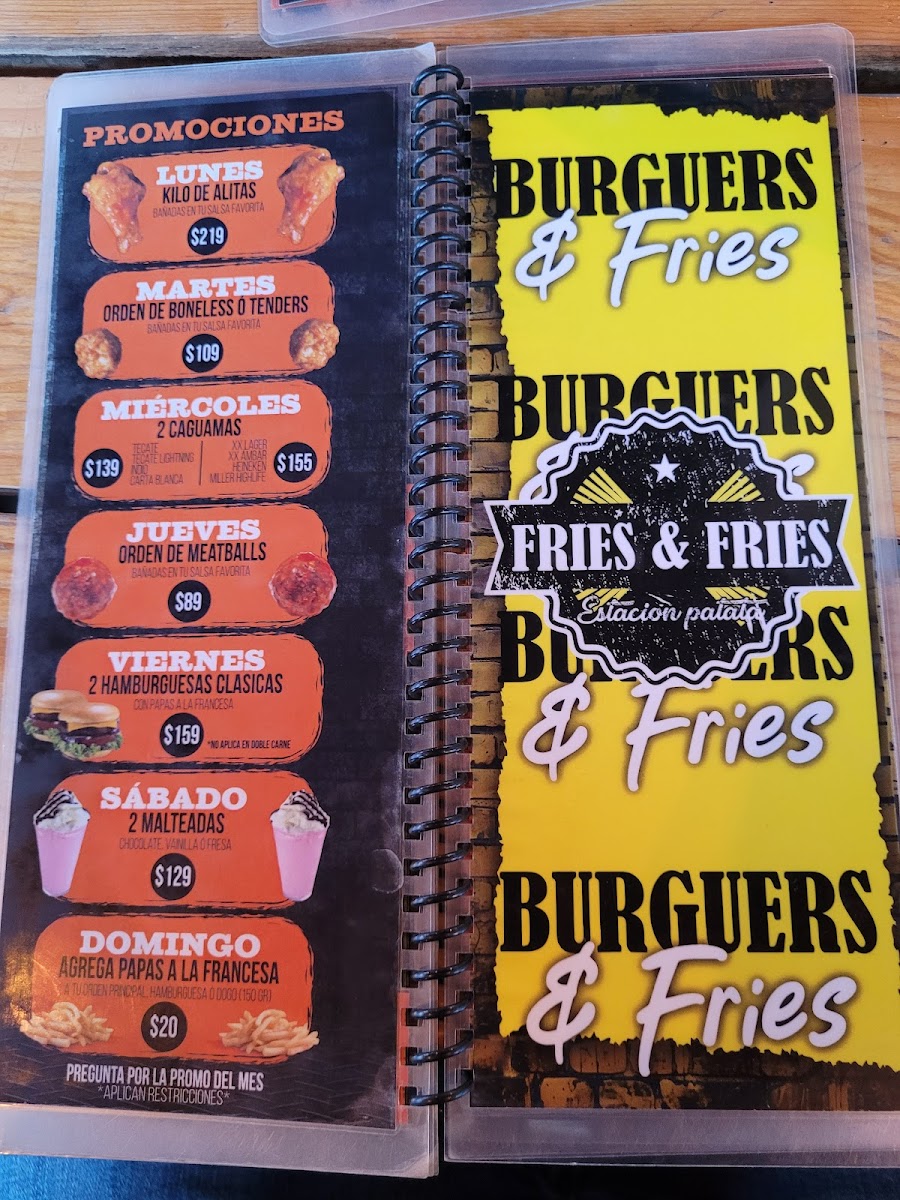 PROMOCIONES
LUNES
KILO DE ALITAS
BAÑADAS EN TU SALSA FAVORITA
$219
MARTES
ORDEN DE BONELESS Ó TENDERS
BAÑADAS EN TU SALSA FAVORITA
$109
MIÉRCOLES
2 CAGUAMAS
$139
TECATE
TECATE LIGHTNING
INDIO
CARTA BLANCA
XX LAGER
XX AMBAR
HEINEKEN
MILLER HIGHLIFE
$155
JUEVES
ORDEN DE MEATBALLS
BAÑADAS EN TU SALSA FAVORITA
$89
VIERNES
2 HAMBURGUESAS CLASICAS
CON PAPAS A LA FRANCESA
$159
*NO APLICA EN DOBLE CARNE
SÁBADO
2 MALTEADAS
CHOCOLATE, VAINILLA O FRESA
$129
DOMINGO
AGREGA PAPAS A LA FRANCESA
A TU ORDEN PRINCIPAL, HAMBURGUESA Ó DOGO (150 GR)
$20
PREGUNTA POR LA PROMO DEL MES
*APLICAN RESTRICCIONES*
BURGUERS
& Fries
BURGUERS
FRIES & FRIES
Estación patata
& Fries
BURGUERS
& Fries